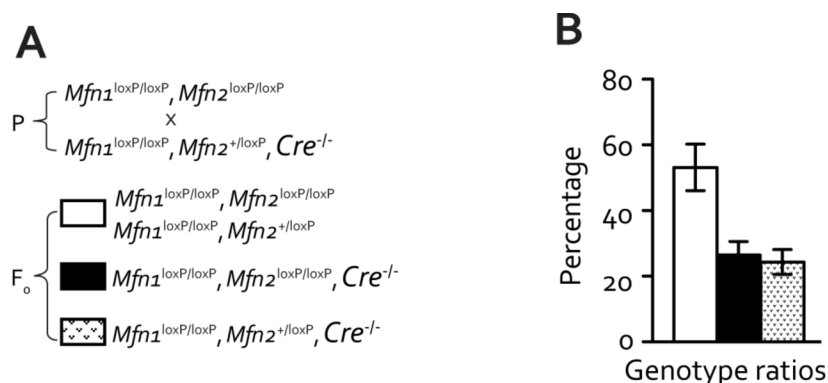 A
P
Mfn1loxP/loxP, Mfn2loxP/loxP
x
Mfn1loxP/loxP, Mfn2+/loxP, Cre-/-
Fo
Mfn1loxP/loxP, Mfn2loxP/loxP
Mfn1loxP/loxP, Mfn2+/loxP
Mfn1loxP/loxP, Mfn2loxP/loxP, Cre-/-
Mfn1loxP/loxP, Mfn2+/loxP, Cre-/-
B
Percentage
80
60
40
20
0
Genotype ratios